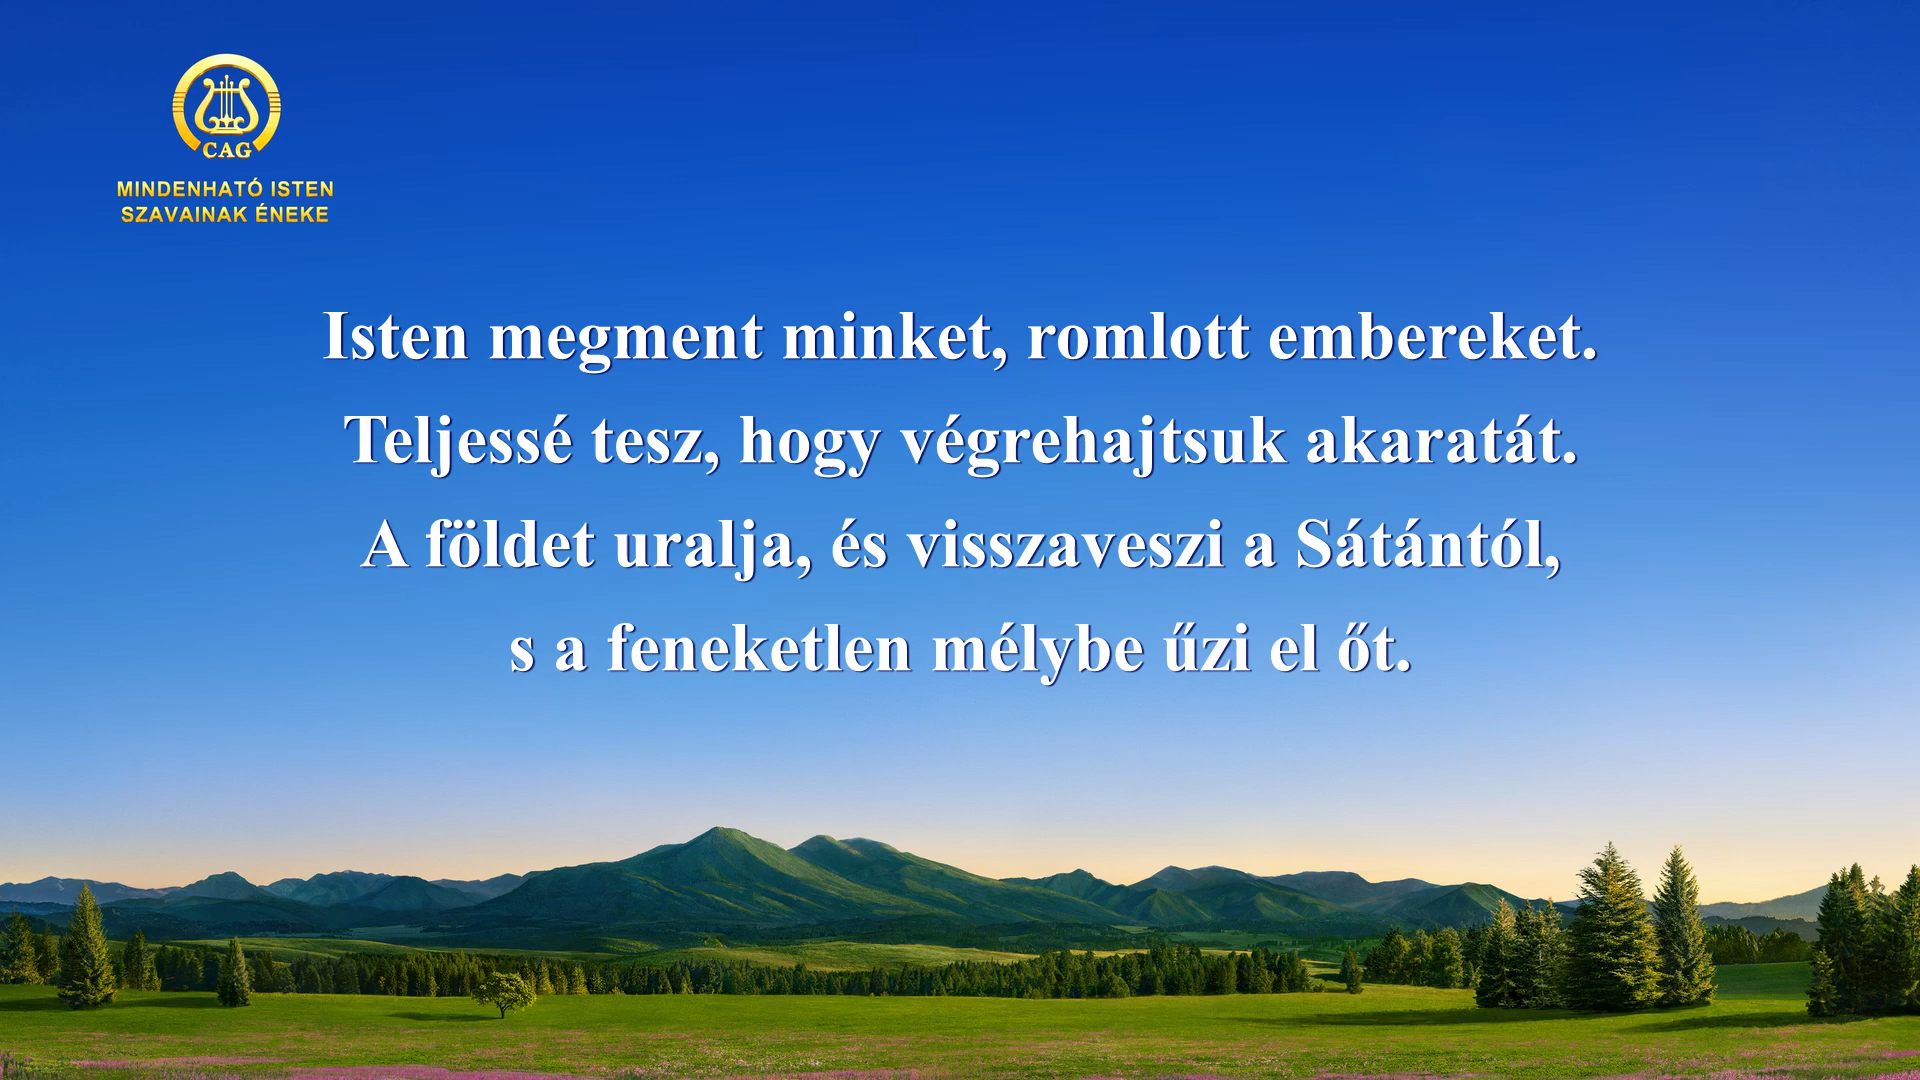 CAG
MINDENHATÓ ISTEN
SZAVAINAK ÉNEKE
Isten megment minket, romlott embereket.
Teljessé tesz, hogy végrehajtsuk akaratát.
A földet uralja, és visszaveszi a Sátántól,
s a feneketlen mélybe űzi el őt.